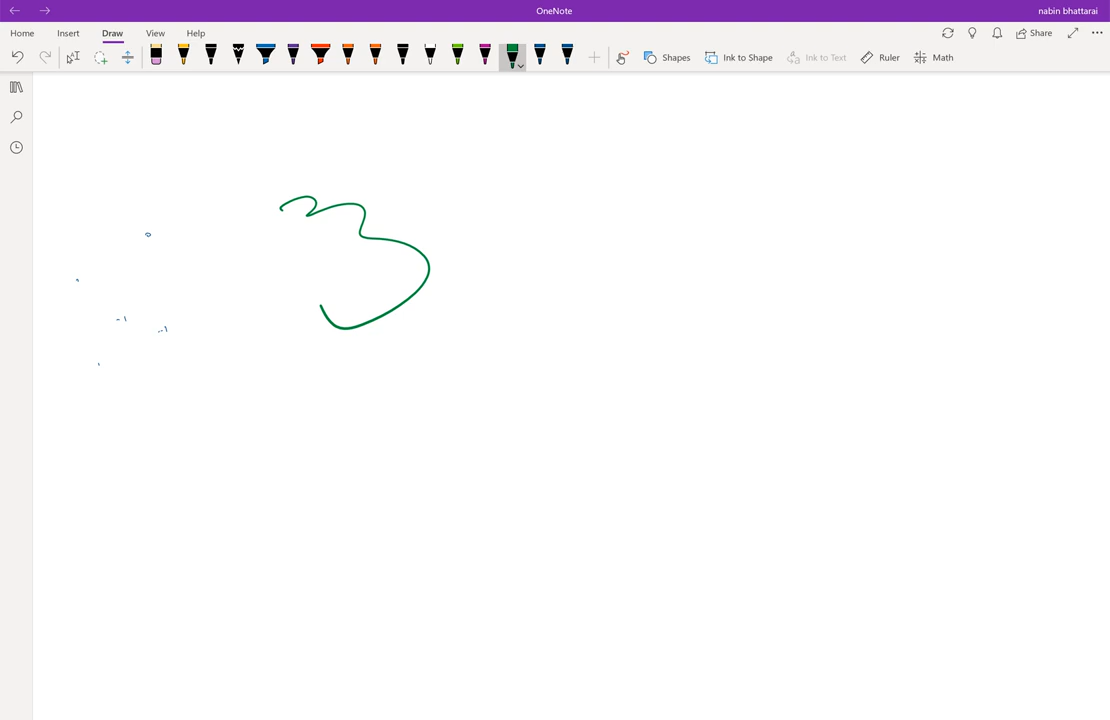 OneNote
nabin bhattarai
Home Insert Draw View Help
Share
Shapes Ink to Shape Ink to Text Ruler Math
3